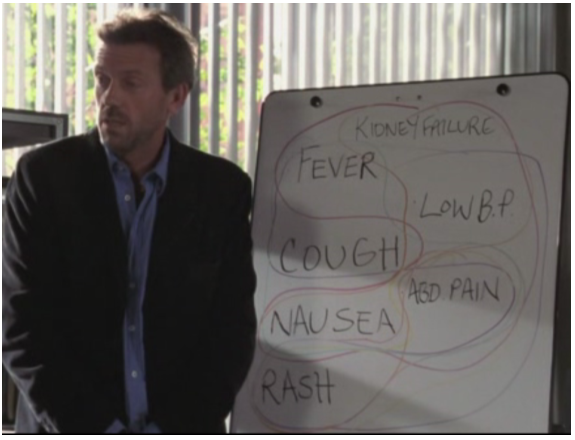 KIDNEY FAILURE
FEVER
LOW B.P.
COUGH
ABD PAIN
NAUSEA
RASH